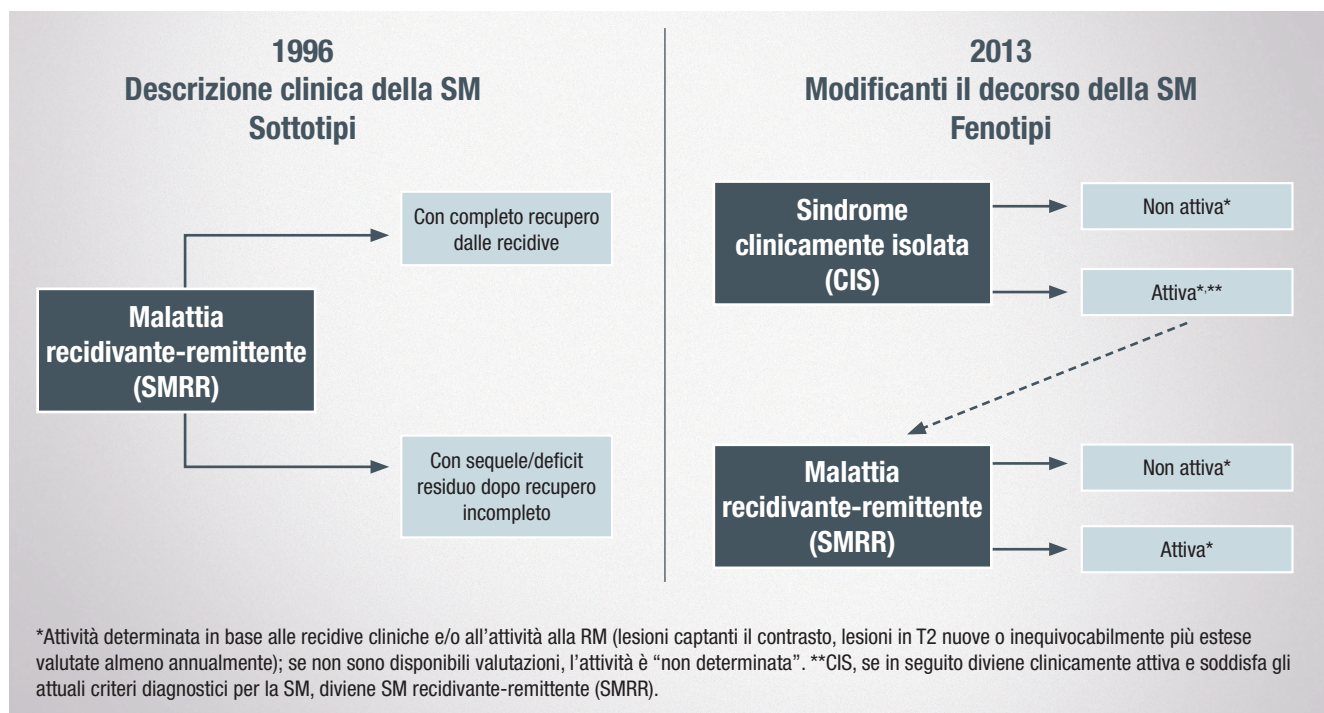 1996
Descrizione clinica della SM
Sottotipi
Con completo recupero
dalle recidive
Malattia
recidivante-remittente
(SMRR)
Con sequele/deficit
residuo dopo recupero
incompleto
2013
Modificanti il decorso della SM
Fenotipi
Sindrome
clinicamente isolata
(CIS)
Non attiva*
Attiva*,**
Malattia
recidivante-remittente
(SMRR)
Non attiva*
Attiva*
*Attività determinata in base alle recidive cliniche e/o all’attività alla RM (lesioni captanti il contrasto, lesioni in T2 nuove o inequivocabilmente più estese
valutate almeno annualmente); se non sono disponibili valutazioni, l’attività è “non determinata”. **CIS, se in seguito diviene clinicamente attiva e soddisfa gli
attuali criteri diagnostici per la SM, diviene SM recidivante-remittente (SMRR).